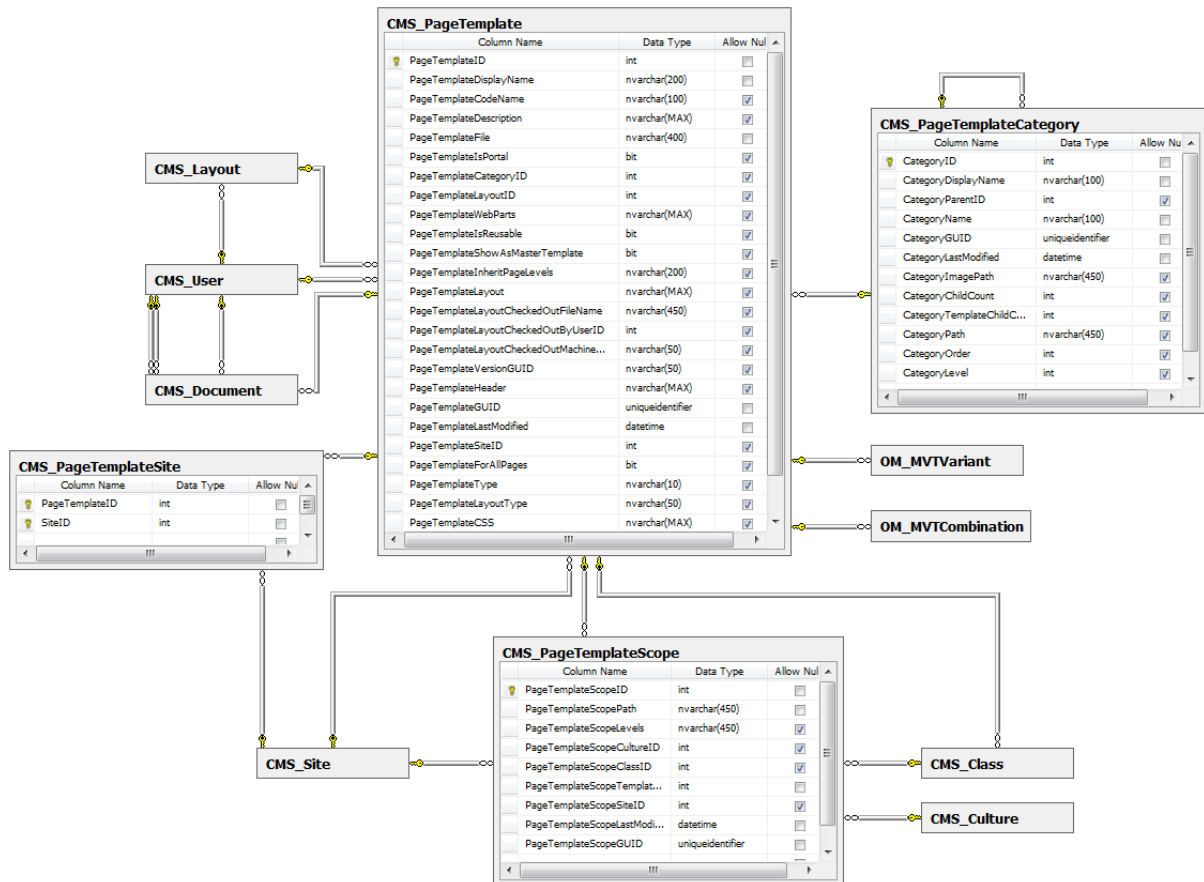 CMS_PageTemplate
Column Name Data Type Allow Nul
PageTemplateID int
PageTemplateDisplayName nvarchar(200)
PageTemplateCodeName nvarchar(100)
PageTemplateDescription nvarchar(MAX)
PageTemplateFile nvarchar(400)
PageTemplateIsPortal bit
PageTemplateCategoryID int
PageTemplateLayoutID int
PageTemplateWebParts nvarchar(MAX)
PageTemplateIsReusable bit
PageTemplateShowAsMasterTemplate bit
PageTemplateInheritPageLevels nvarchar(200)
PageTemplateLayout nvarchar(MAX)
PageTemplateLayoutCheckedOutFileName nvarchar(450)
PageTemplateLayoutCheckedOutByUserID int
PageTemplateLayoutCheckedOutMachine... nvarchar(50)
PageTemplateVersionGUID nvarchar(50)
PageTemplateHeader nvarchar(MAX)
PageTemplateGUID uniqueidentifier
PageTemplateLastModified datetime
PageTemplateSiteID int
PageTemplateForAllPages bit
PageTemplateType nvarchar(10)
PageTemplateLayoutType nvarchar(50)
PageTemplateCSS nvarchar(MAX)
CMS_PageTemplateCategory
Column Name Data Type Allow Nu
CategoryID int
CategoryDisplayName nvarchar(100)
CategoryParentID int
CategoryName nvarchar(100)
CategoryGUID uniqueidentifier
CategoryLastModified datetime
CategoryImagePath nvarchar(450)
CategoryChildCount int
CategoryTemplateChildC... int
CategoryPath nvarchar(450)
CategoryOrder int
CategoryLevel int
CMS_Layout
CMS_User
CMS_Document
CMS_PageTemplateSite
Column Name Data Type Allow Nul
PageTemplateID int
SiteID int
OM_MVTVariant
OM_MVTCombination
CMS_PageTemplateScope
Column Name Data Type Allow Nul
PageTemplateScopeID int
PageTemplateScopePath nvarchar(450)
PageTemplateScopeLevels nvarchar(450)
PageTemplateScopeCultureID int
PageTemplateScopeClassID int
PageTemplateScopeTemplat... int
PageTemplateScopeSiteID int
PageTemplateScopeLastModi... datetime
PageTemplateScopeGUID uniqueidentifier
CMS_Site
CMS_Class
CMS_Culture